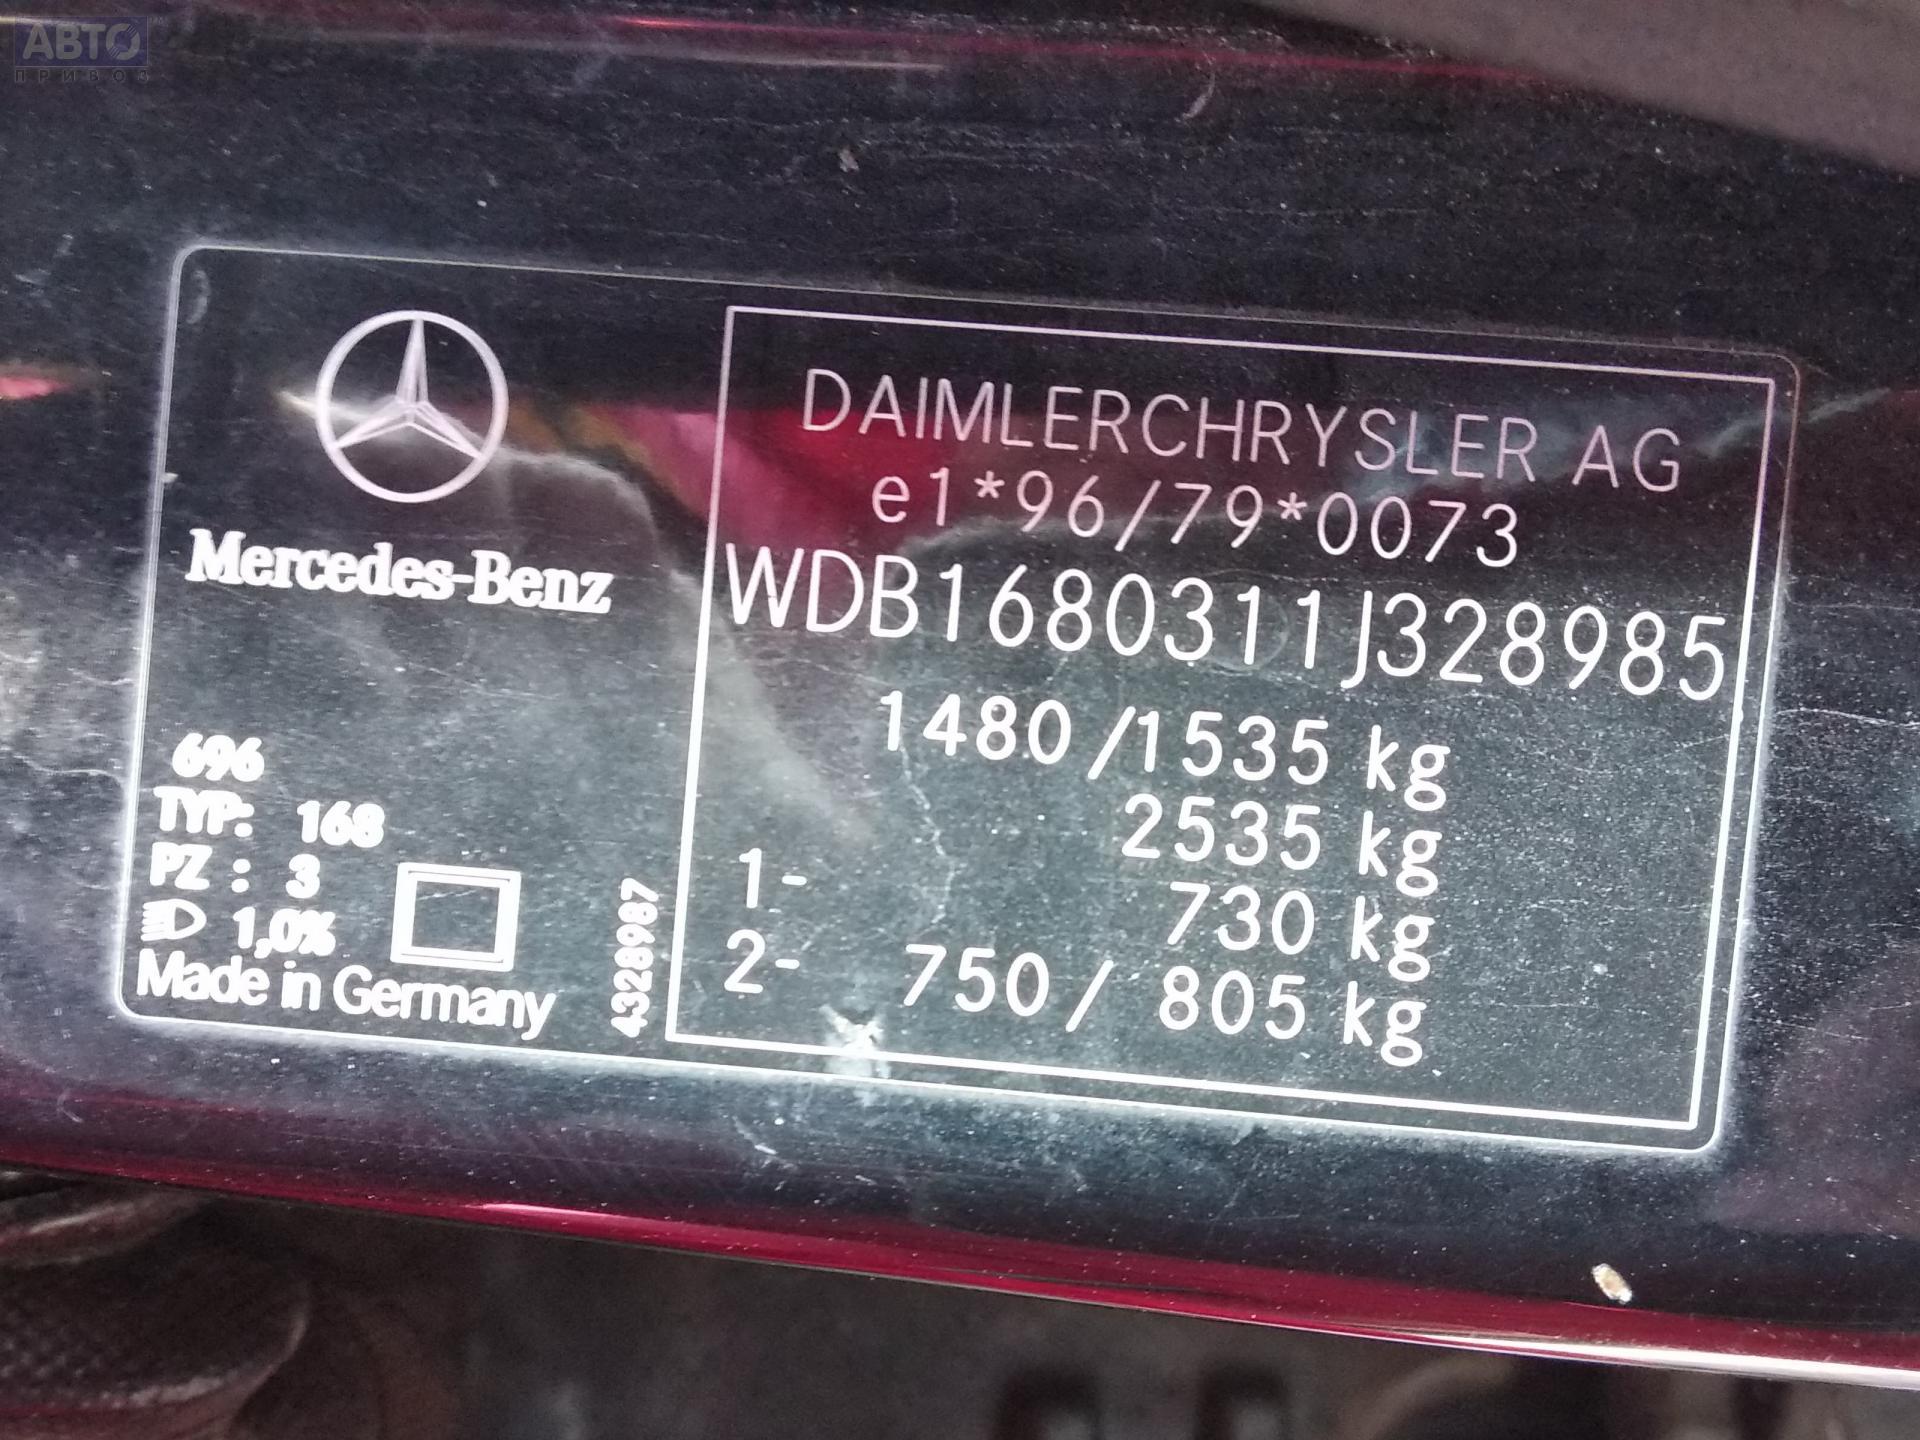 АВТО
ПРИВОЗ
Mercedes-Benz
696
TYP: 168
PZ : 3
1,0%
Made in Germany
4328987
DAIMLERCHRYSLER AG
e1*96/79*0073
WDB1680311J328985
1480 /1535 kg
2535 kg
1- 730 kg
2- 750 / 805 kg